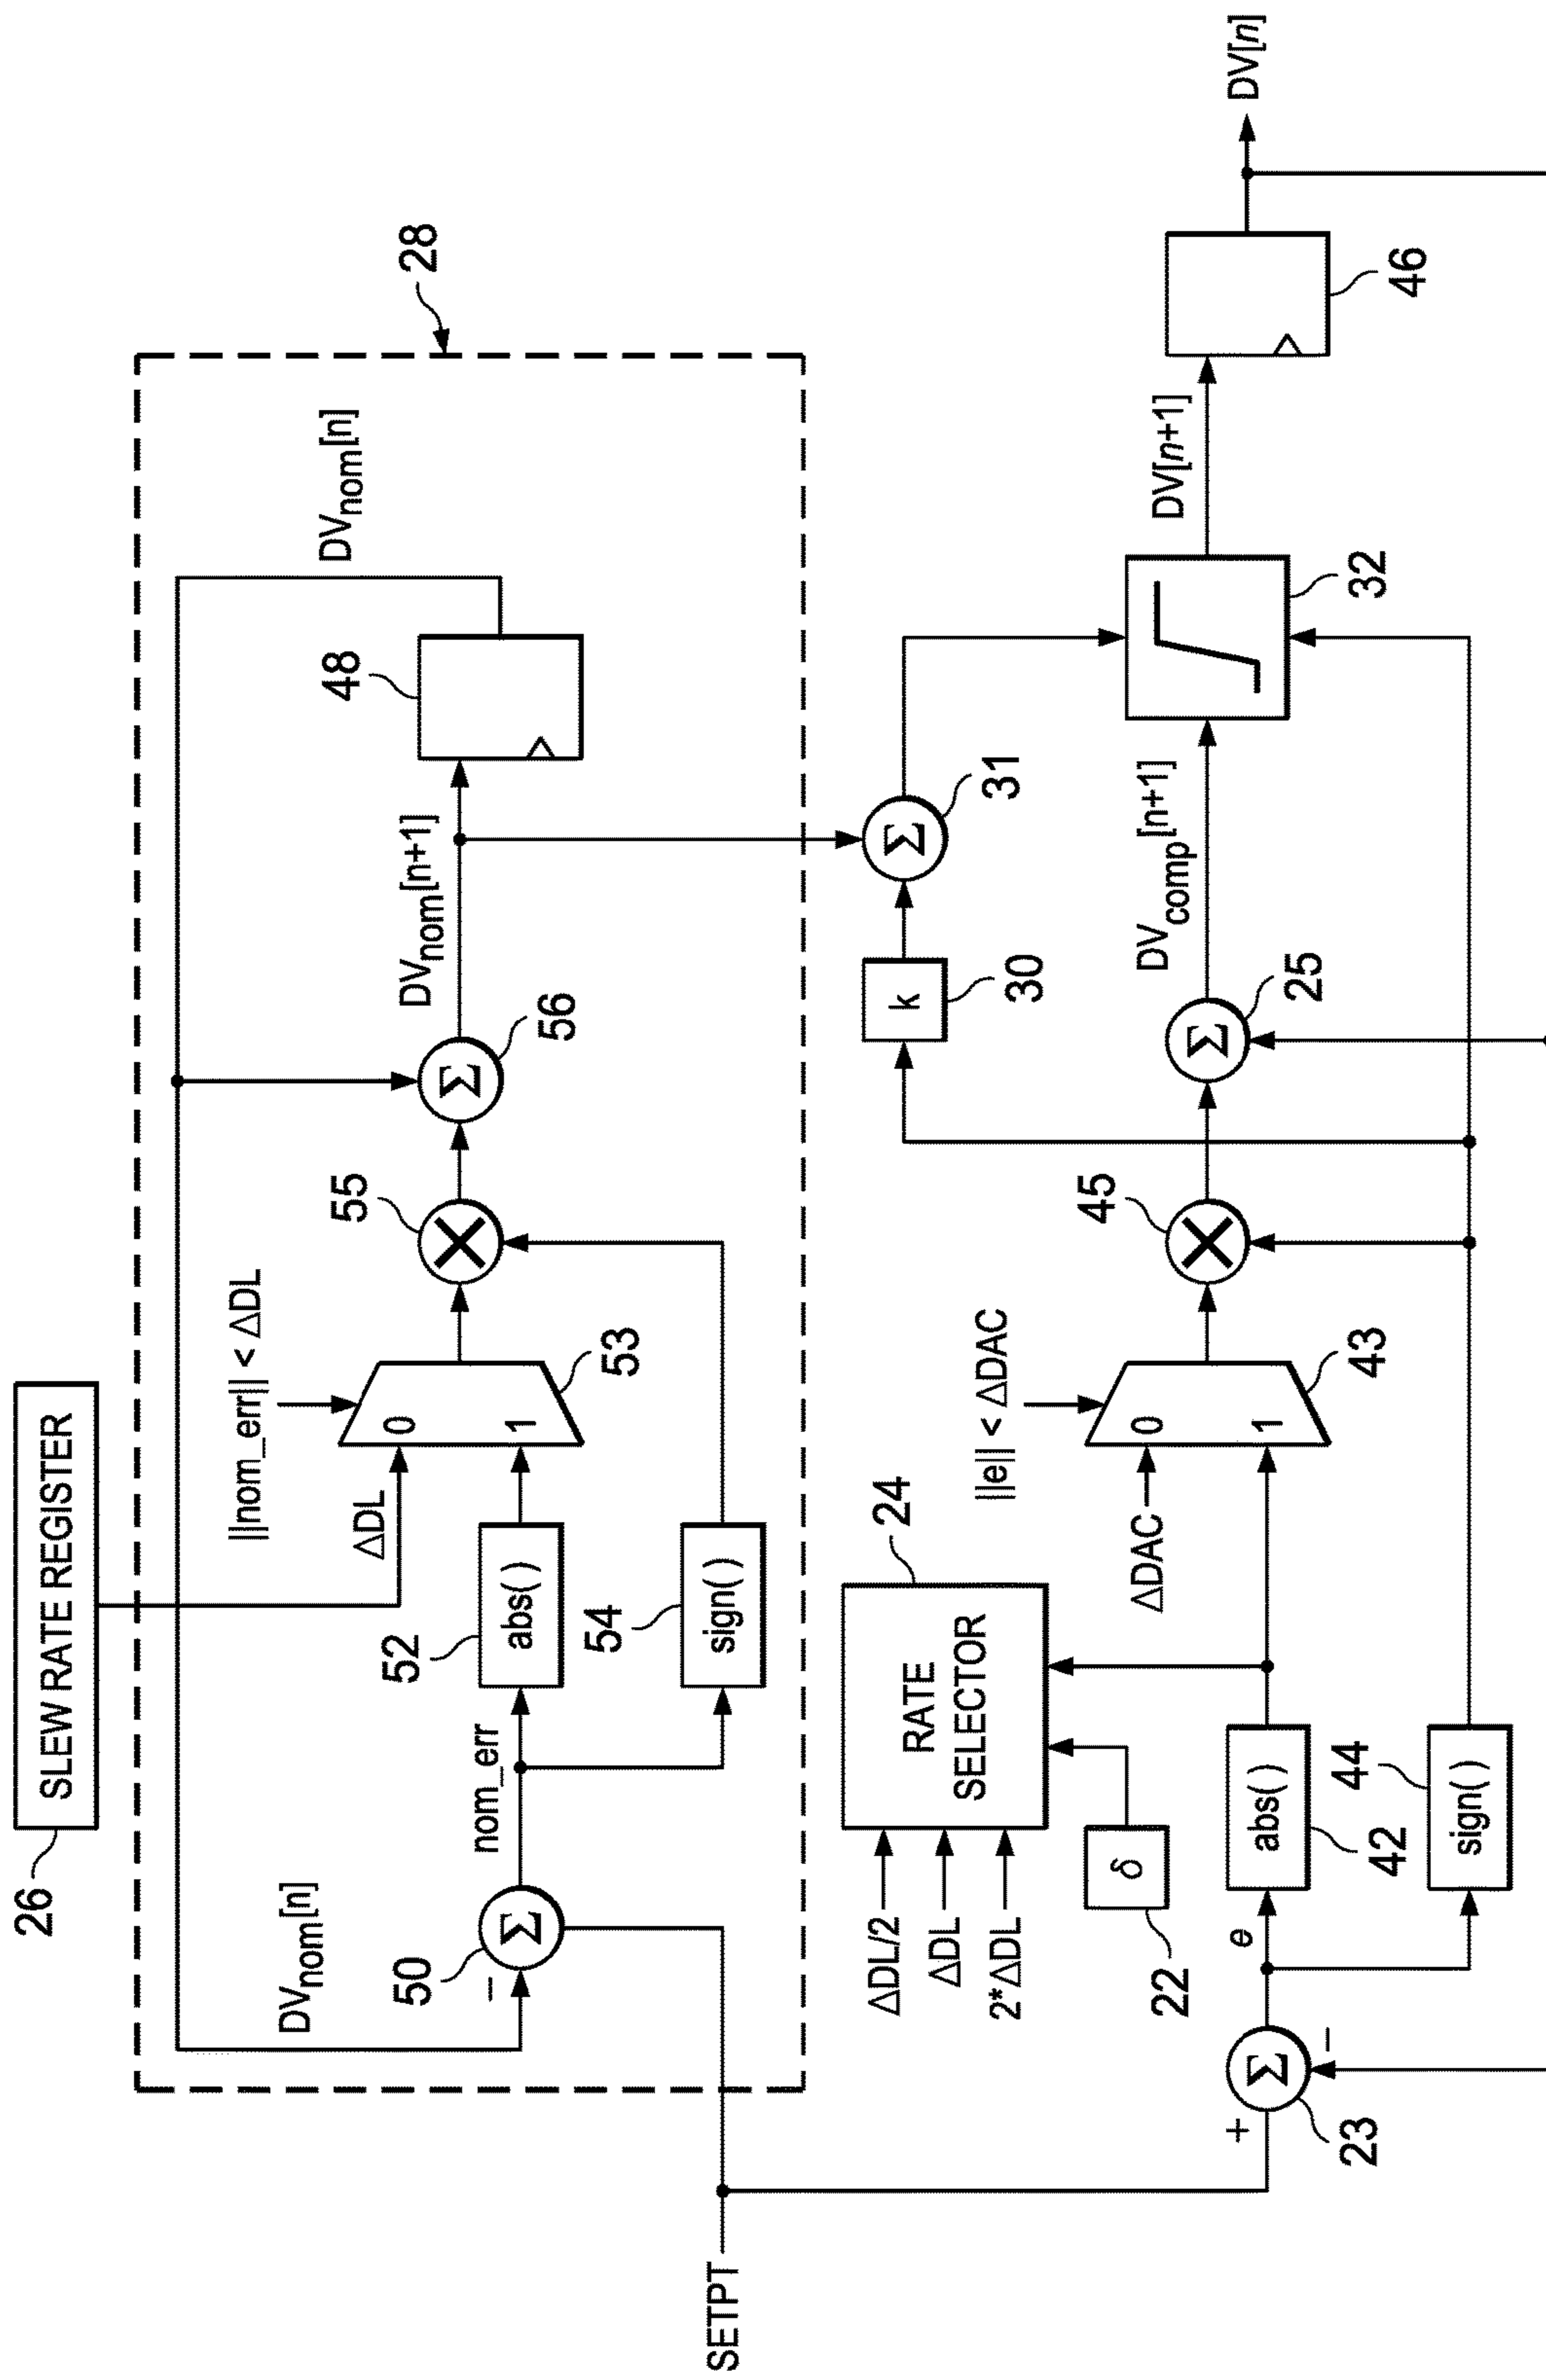 SLEW RATE REGISTER
26
28
DVnom[n]
DVnom[n]
||nom_err|| < ΔDL
ΔDL
48
50
Σ
–
nom_err
52
abs( )
54
sign( )
0
1
53
55
56
Σ
DVnom[n+1]
SETPT
ΔDL/2
ΔDL
2*ΔDL
RATE
SELECTOR
24
δ
22
ΔDAC
||e|| < ΔDAC
0
1
43
45
k
30
Σ
31
Σ
25
DVcomp[n+1]
32
DV[n+1]
46
DV[n]
+
–
Σ
23
e
abs( )
42
sign( )
44